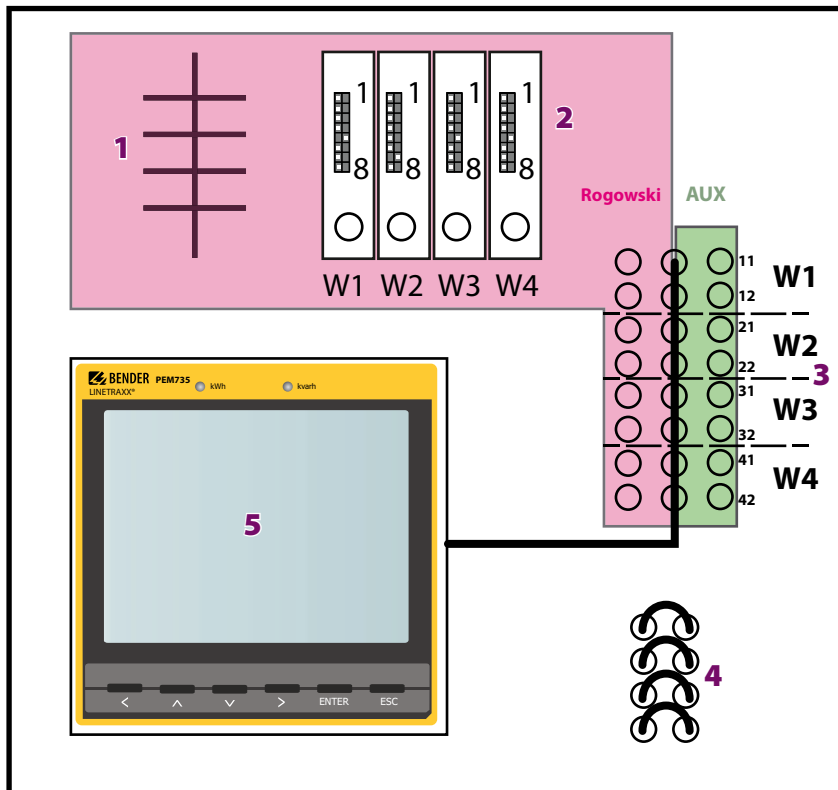 1
1 1 1 1
2
8 8 8 8
W1 W2 W3 W4
Rogowski AUX
11
12
W1
21
22
W2
3
31
32
W3
41
42
W4
BENDER PEM735
LINETRAXX®
kWh
kvarh
5
< ʌ v >
ENTER
ESC
4